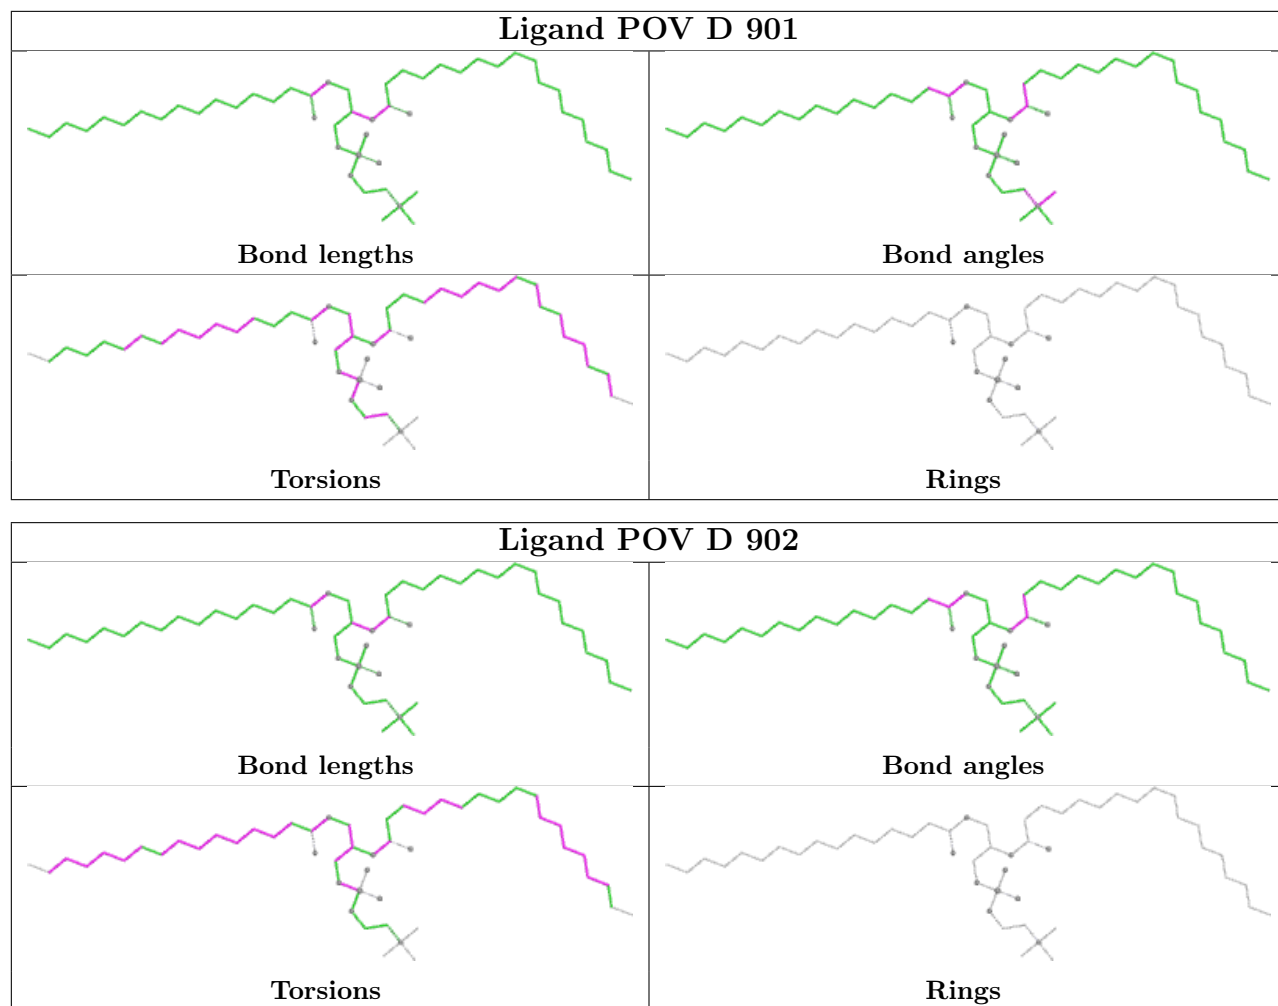 Ligand POV D 901
Bond lengths
Bond angles
Torsions
Rings
Ligand POV D 902
Bond lengths
Bond angles
Torsions
Rings